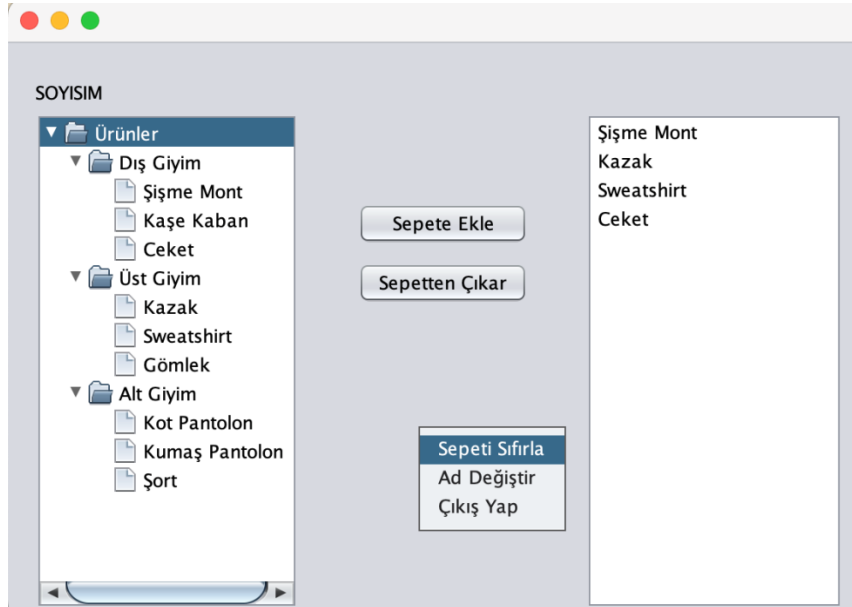 SOYISIM
Ürünler
Dış Giyim
Şişme Mont
Kaşe Kaban
Ceket
Üst Giyim
Kazak
Sweatshirt
Gömlek
Alt Giyim
Kot Pantolon
Kumaş Pantolon
Şort
Sepete Ekle
Sepetten Çıkar
Sepeti Sıfırla
Ad Değiştir
Çıkış Yap
Şişme Mont
Kazak
Sweatshirt
Ceket